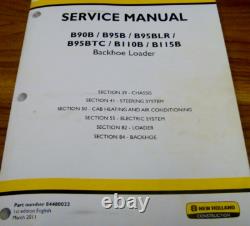 SERVICE MANUAL
B90B / B95B / B95BLR /
B95BTC / B110B / B115B
Backhoe Loader
SECTION 39 - CHASSIS
SECTION 41 - STEERING SYSTEM
SECTION 50 - CAB HEATING AND AIR CONDITIONING
SECTION 55 - ELECTRIC SYSTEM
SECTION 82 - LOADER
SECTION 84 - BACKHOE
Part number 84480022
1st edition English
March 2011
NEW HOLLAND
CONSTRUCTION